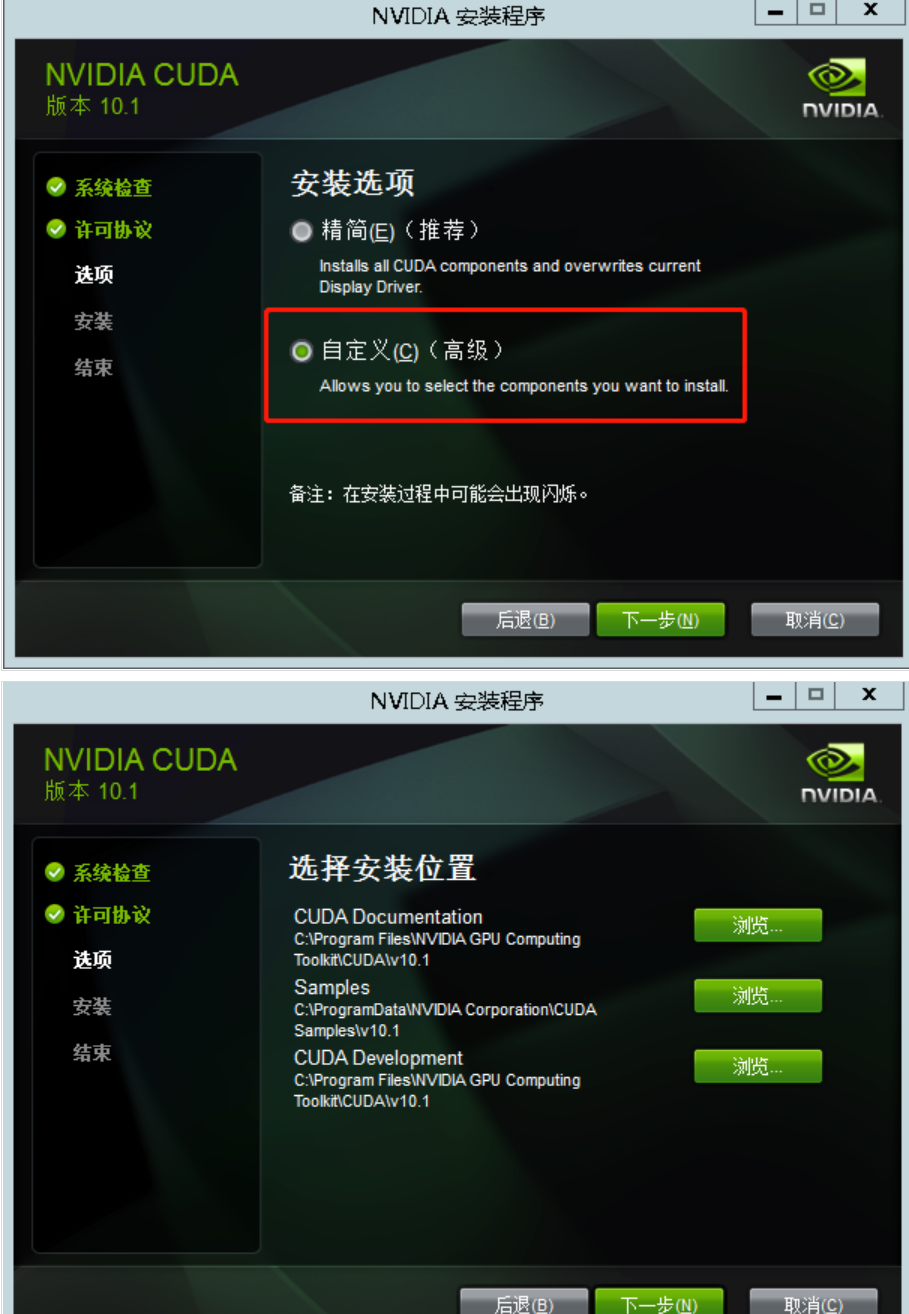 NVIDIA 安装程序
NVIDIA CUDA
版本 10.1
NVIDIA.
系统检查
许可协议
选项
安装
结束
安装选项
精简(E)（推荐）
Installs all CUDA components and overwrites current
Display Driver.
自定义(C)（高级）
Allows you to select the components you want to install.
备注：在安装过程中可能会出现闪烁。
后退(B)
下一步(N)
取消(C)
NVIDIA 安装程序
NVIDIA CUDA
版本 10.1
NVIDIA.
系统检查
许可协议
选项
安装
结束
选择安装位置
CUDA Documentation
C:\Program Files\NVIDIA GPU Computing
Toolkit\CUDA\v10.1
浏览...
Samples
C:\ProgramData\NVIDIA Corporation\CUDA
Samples\v10.1
浏览...
CUDA Development
C:\Program Files\NVIDIA GPU Computing
Toolkit\CUDA\v10.1
浏览...
后退(B)
下一步(N)
取消(C)